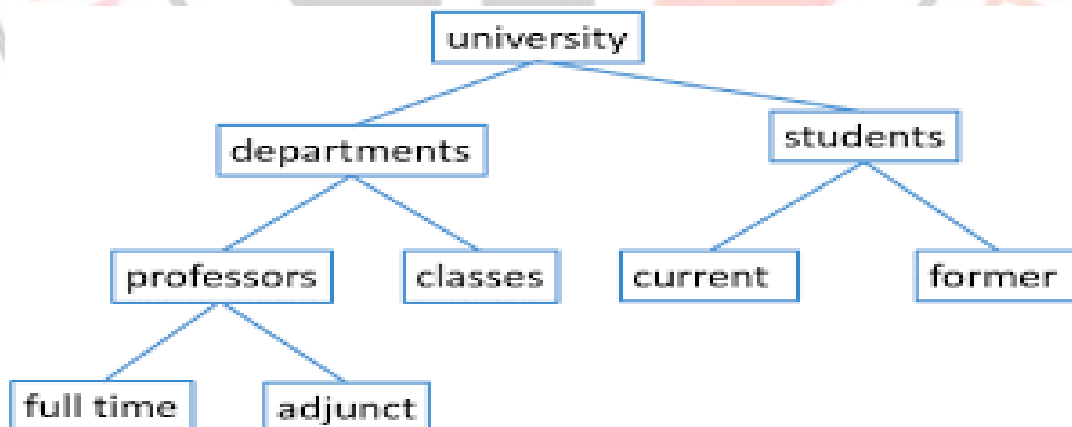 university
departments
students
professors
classes
current
former
full time
adjunct